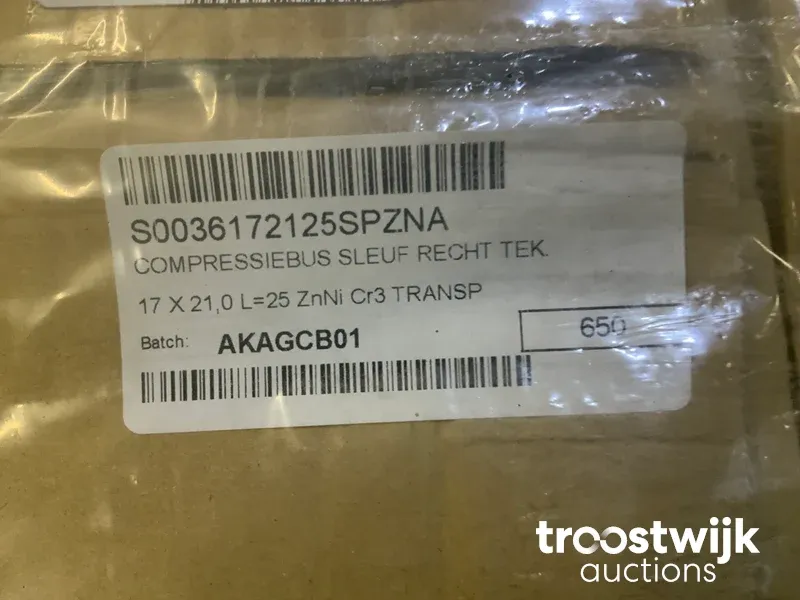 S0036172125SPZNA
COMPRESSIEBUS SLEUF RECHT TEK.
17 X 21,0 L=25 ZnNi Cr3 TRANSP
Batch: AKAGCB01 650
troostwijk
auctions